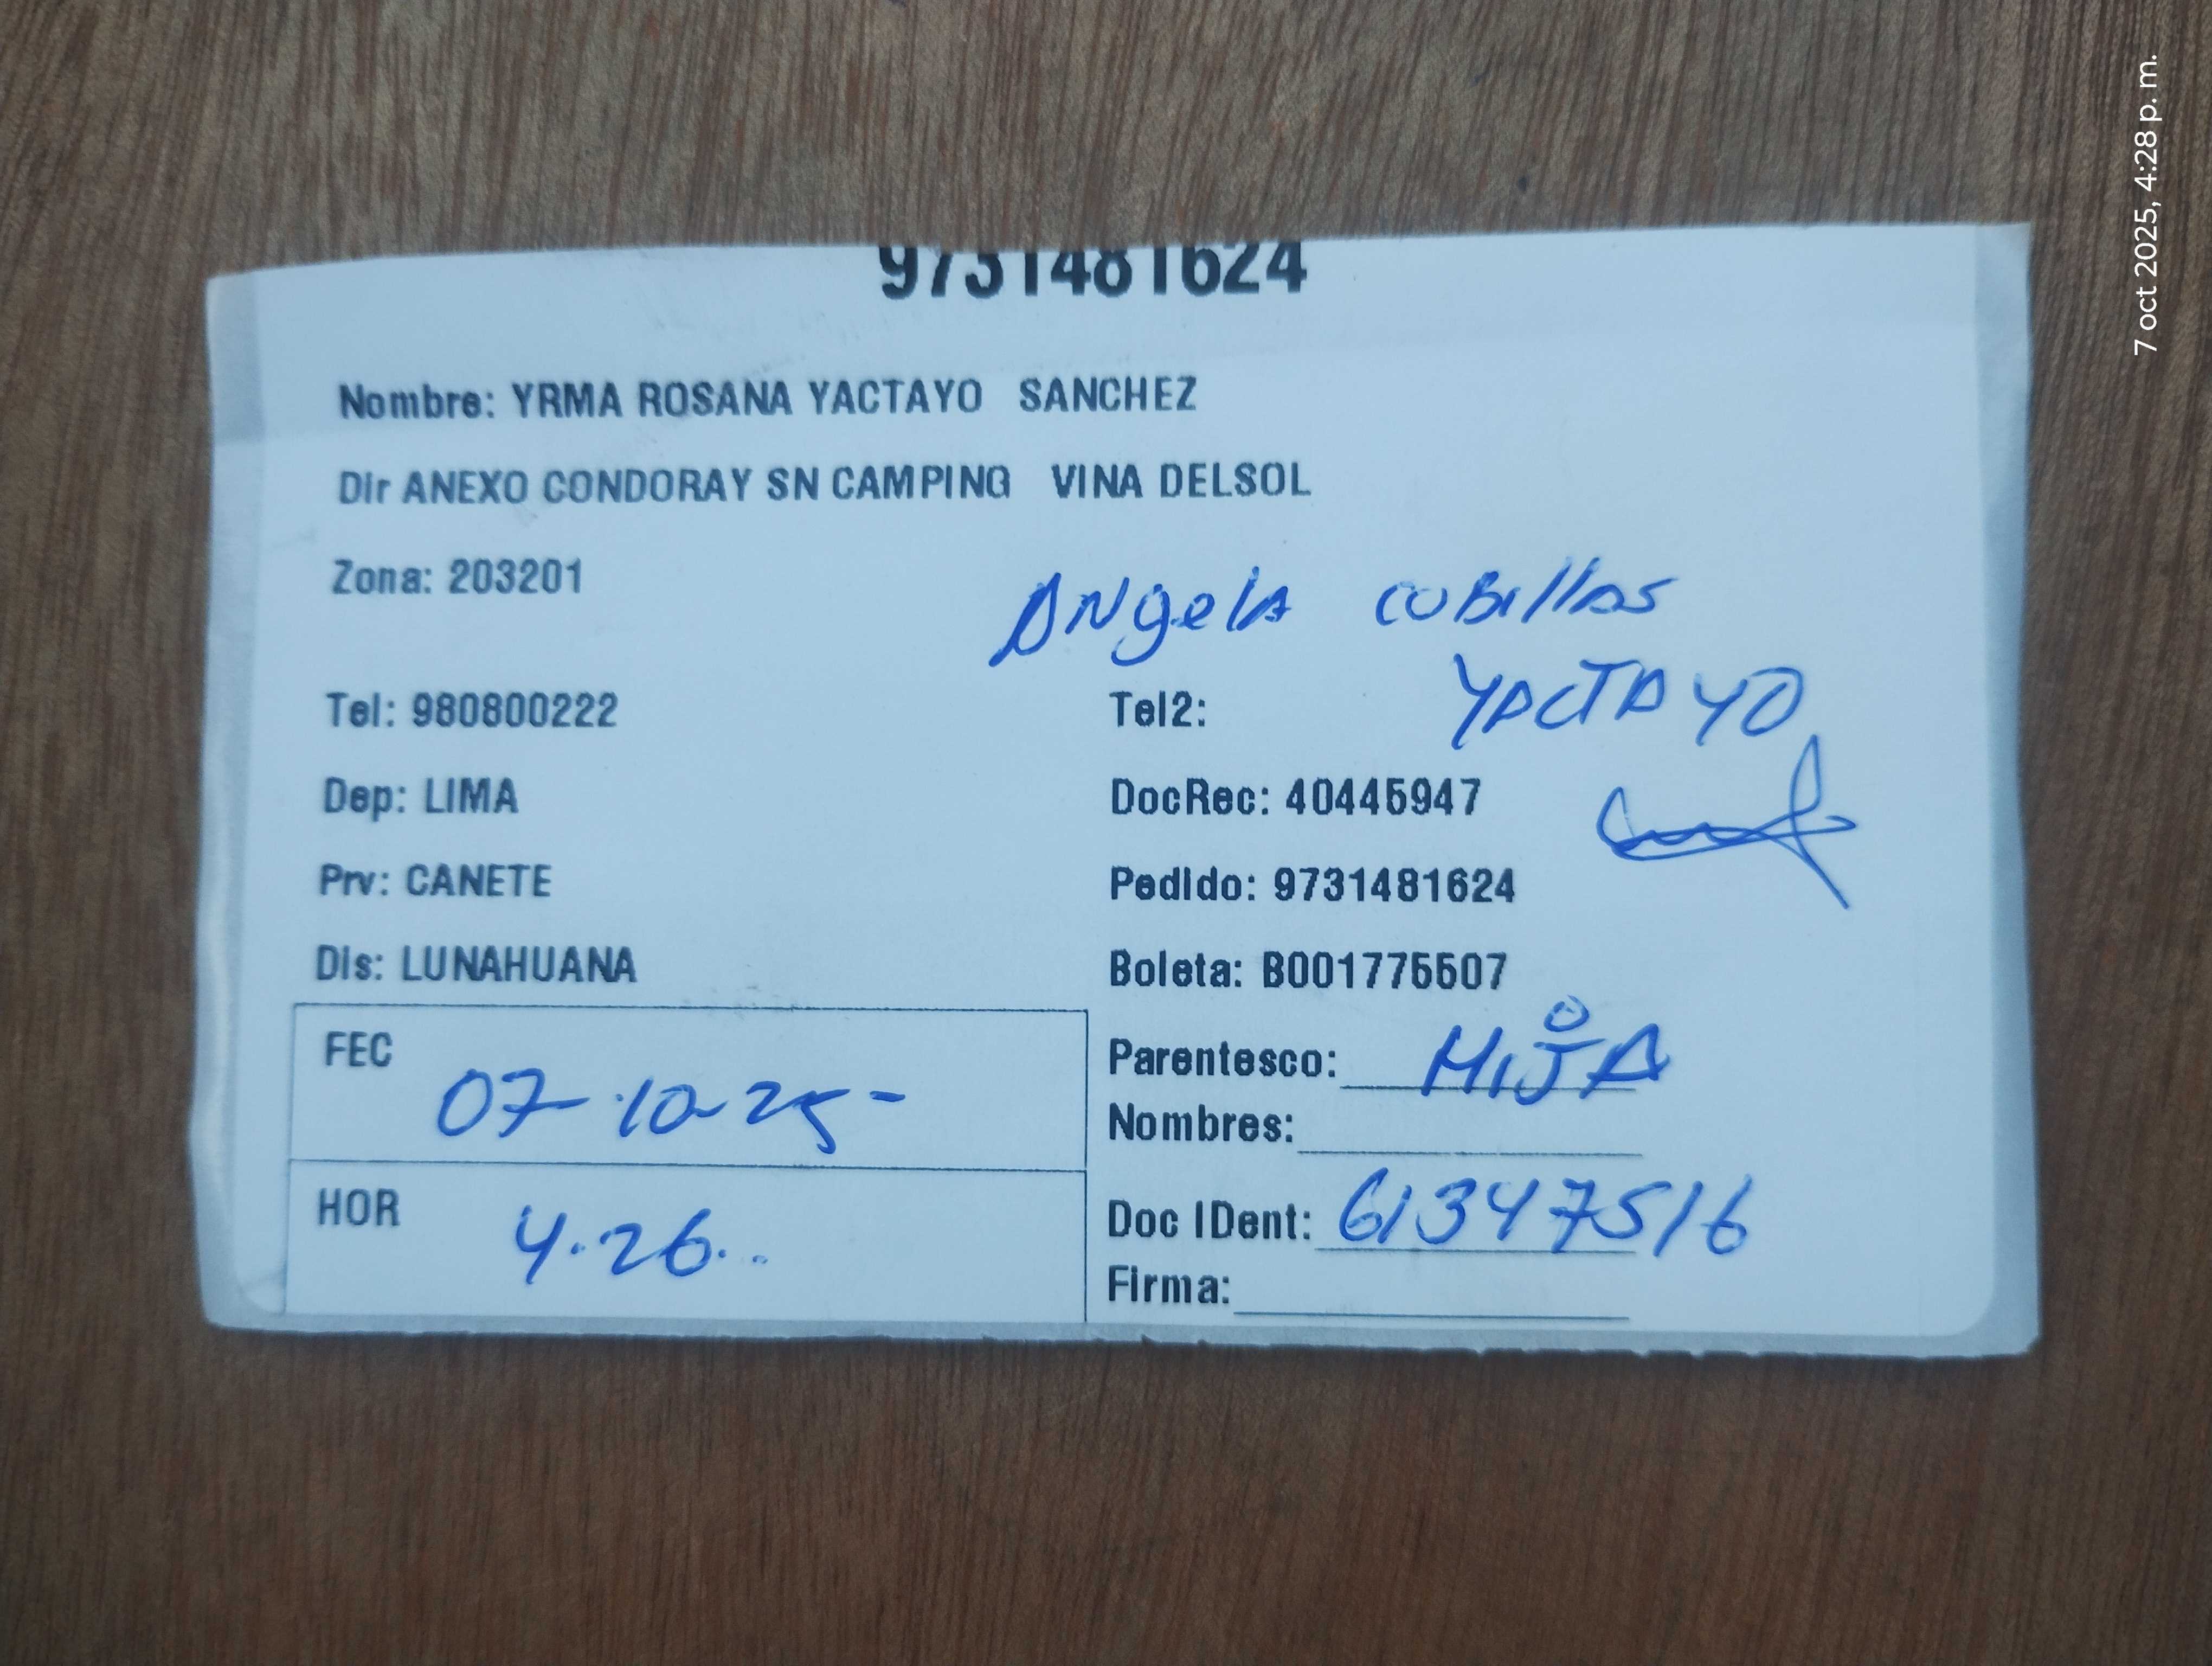 9731481624
Nombre: YRMA ROSANA YACTAYO SANCHEZ
Dir ANEXO CONDORAY SN CAMPING VINA DELSOL
Zona: 203201
Angela Cubillas
YACTAYO
Tel: 980800222 Tel2:
Dep: LIMA DocRec: 40445947
Prv: CANETE Pedido: 9731481624
Dis: LUNAHUANA Boleta: B001775507
FEC 07-10-25-
Parentesco: HIJA
Nombres:
HOR 4.26..
Doc IDent: 61347516
Firma:
7 oct 2025, 4:28 p. m.